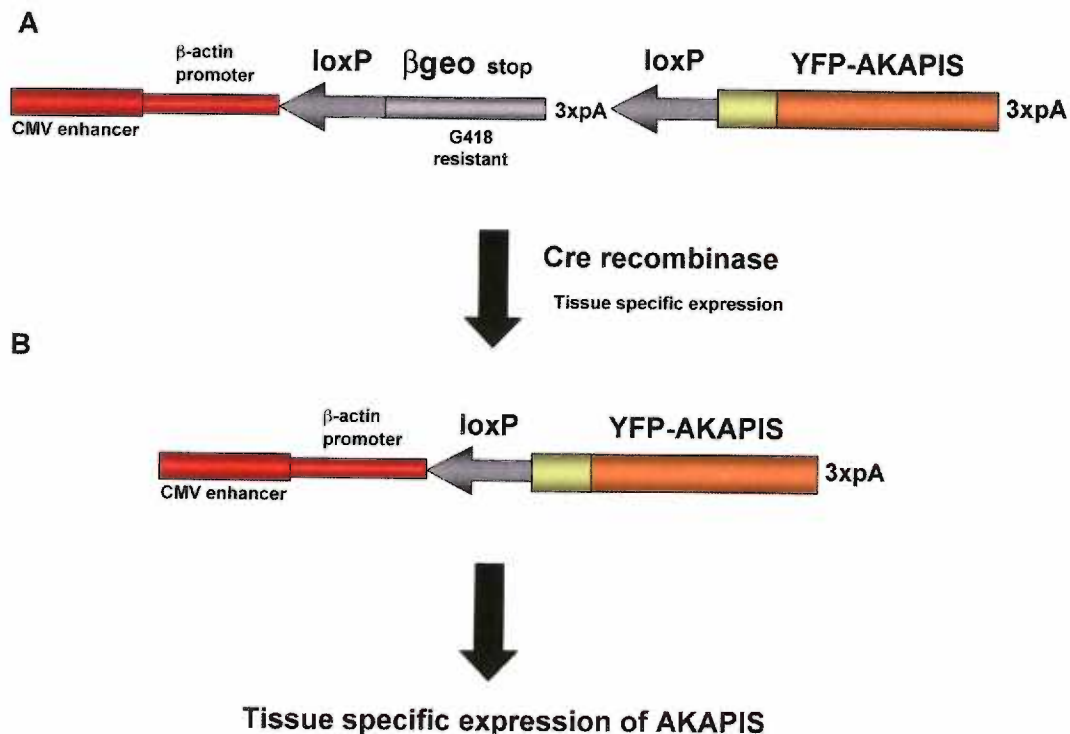 A
β-actin
promoter
loxP
βgeo stop
loxP
YFP-AKAPIS
CMV enhancer
3xpA
3xpA
G418
resistant
Cre recombinase
Tissue specific expression
B
β-actin
promoter
loxP
YFP-AKAPIS
CMV enhancer
3xpA
Tissue specific expression of AKAPIS